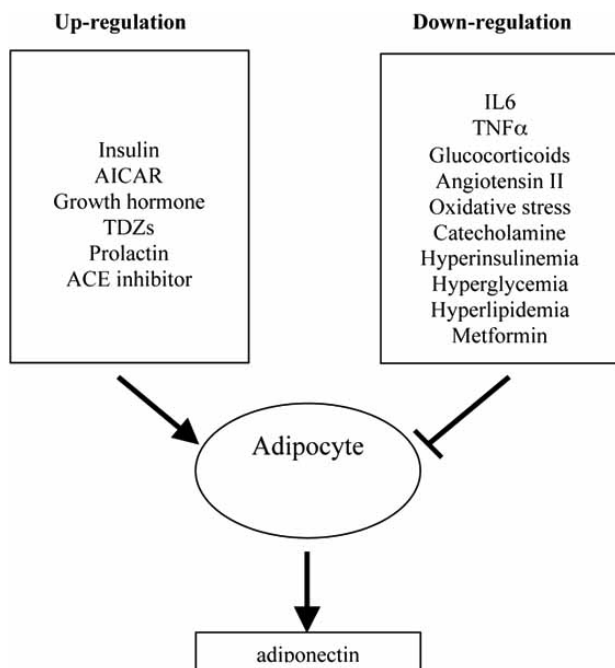 Up-regulation
Insulin
AICAR
Growth hormone
TDZs
Prolactin
ACE inhibitor
Down-regulation
IL6
TNFα
Glucocorticoids
Angiotensin II
Oxidative stress
Catecholamine
Hyperinsulinemia
Hyperglycemia
Hyperlipidemia
Metformin
Adipocyte
adiponectin